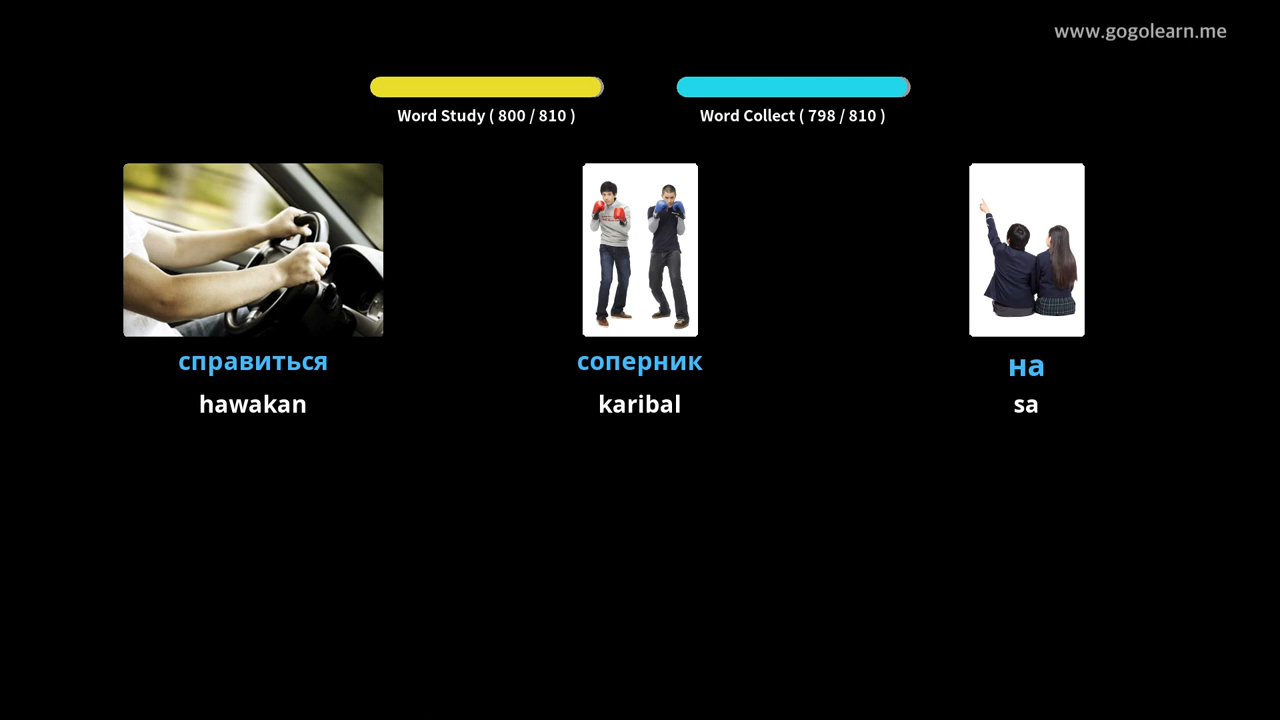 www.gogolearn.me
Word Study ( 800 / 810 )
Word Collect ( 798 / 810 )
справиться
соперник
на
hawakan
karibal
sa